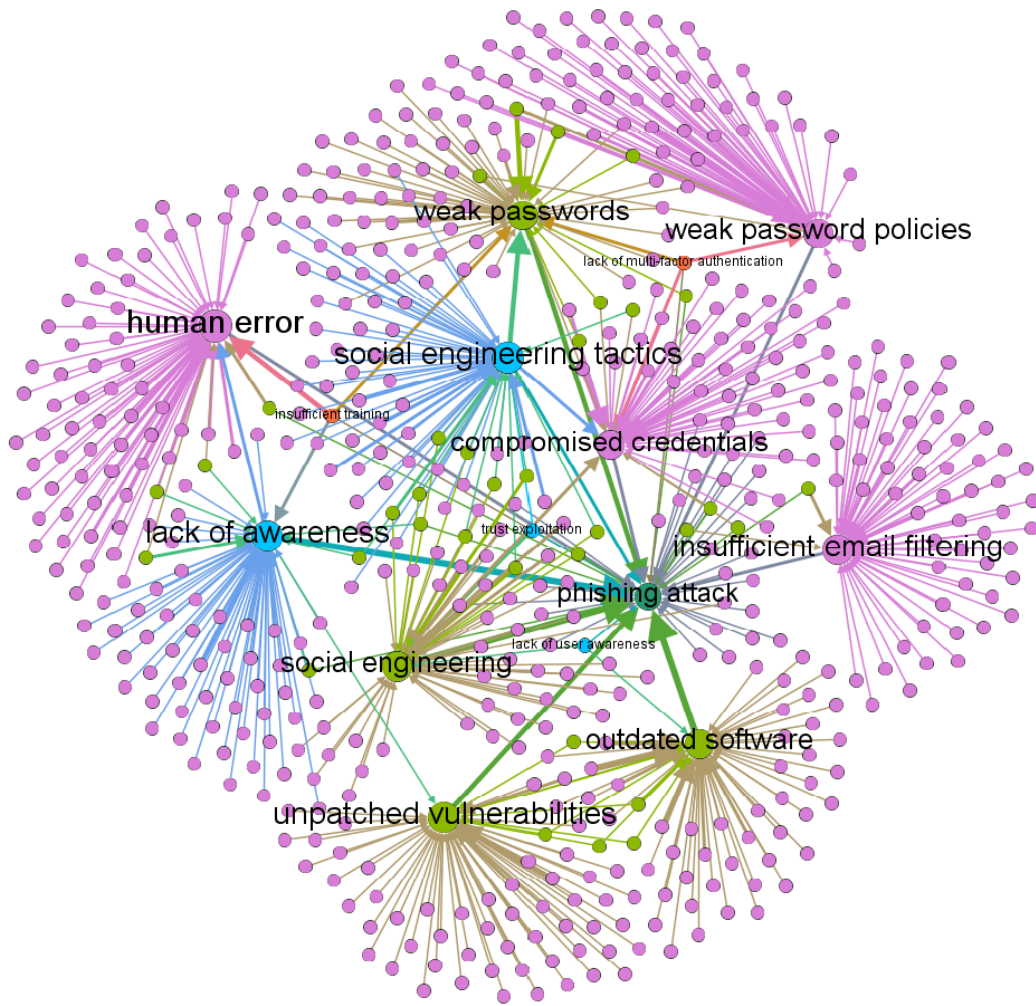 weak passwords
weak password policies
lack of multi-factor authentication
human error
social engineering tactics
insufficient training
compromised credentials
trust exploitation
lack of awareness
insufficient email filtering
phishing attack
lack of user awareness
social engineering
outdated software
unpatched vulnerabilities